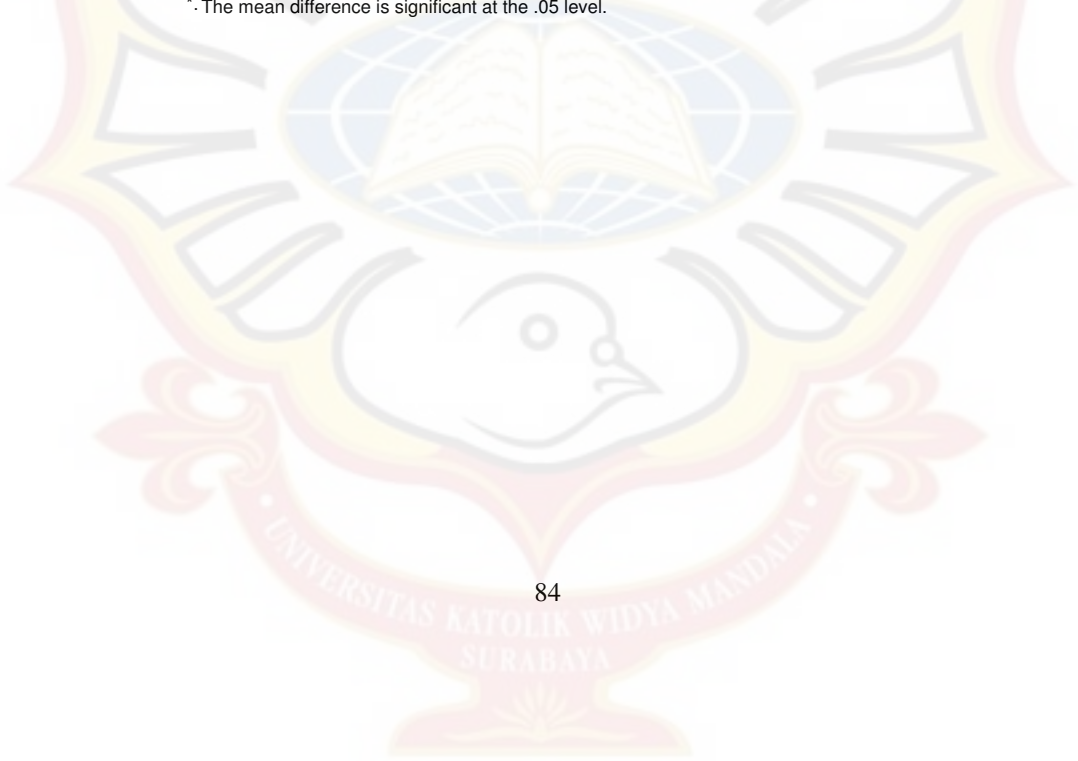 *. The mean difference is significant at the .05 level.
84
UNIVERSITAS KATOLIK WIDYA MANDALA
SURABAYA